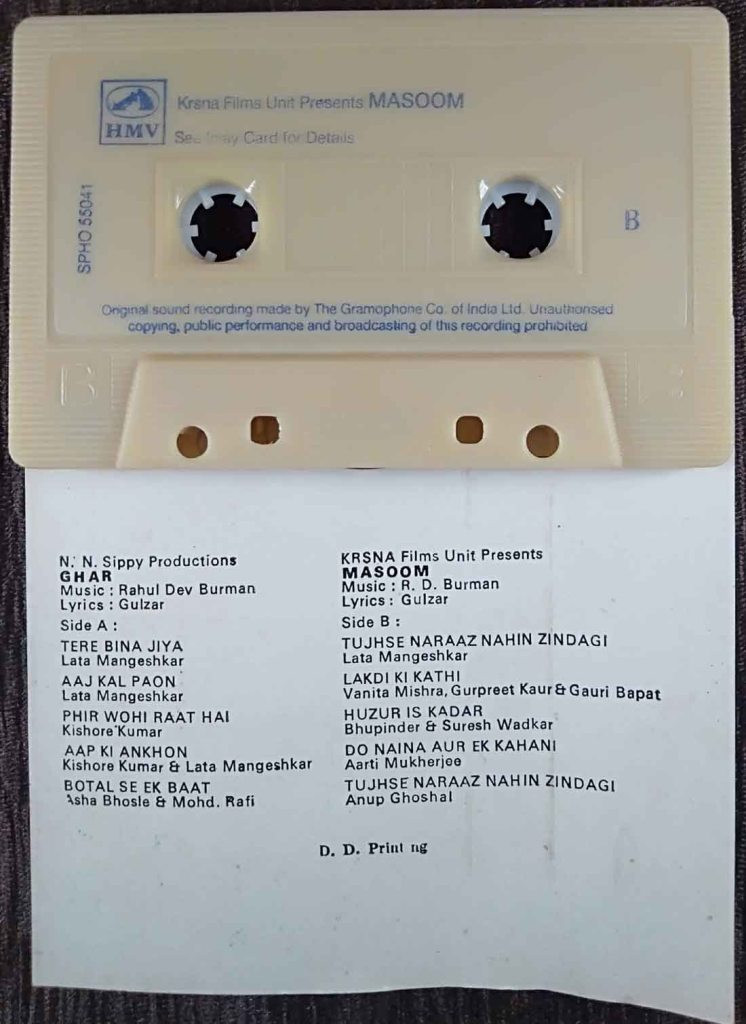 HMV
Krsna Films Unit Presents MASOOM
See Inlay Card for Details
SPHO 55041
B
Original sound recording made by The Gramophone Co. of India Ltd. Unauthorised
copying, public performance and broadcasting of this recording prohibited
B
N. N. Sippy Productions
GHAR
Music : Rahul Dev Burman
Lyrics : Gulzar
Side A :
TERE BINA JIYA
Lata Mangeshkar
AAJ KAL PAON
Lata Mangeshkar
PHIR WOHI RAAT HAI
Kishore Kumar
AAP KI ANKHON
Kishore Kumar & Lata Mangeshkar
BOTAL SE EK BAAT
Asha Bhosle & Mohd. Rafi
KRSNA Films Unit Presents
MASOOM
Music : R. D. Burman
Lyrics : Gulzar
Side B :
TUJHSE NARAAZ NAHIN ZINDAGI
Lata Mangeshkar
LAKDI KI KATHI
Vanita Mishra, Gurpreet Kaur & Gauri Bapat
HUZUR IS KADAR
Bhupinder & Suresh Wadkar
DO NAINA AUR EK KAHANI
Aarti Mukherjee
TUJHSE NARAAZ NAHIN ZINDAGI
Anup Ghoshal
D. D. Print ng